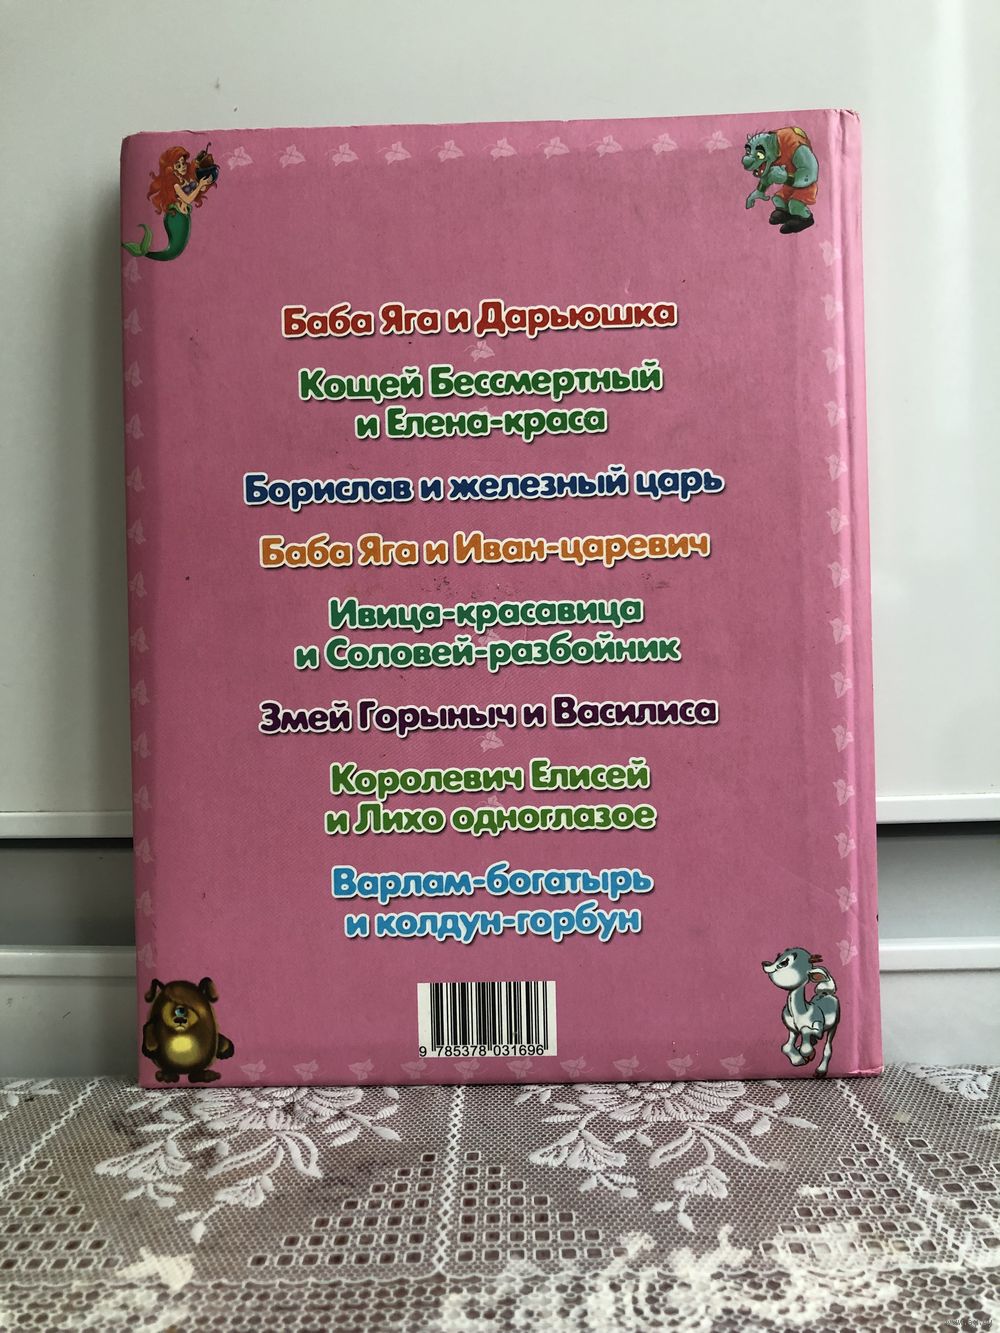 Баба Яга и Дарьюшка
Кощей Бессмертный
и Елена-краса
Борислав и железный царь
Баба Яга и Иван-царевич
Ивица-красавица
и Соловей-разбойник
Змей Горыныч и Василиса
Королевич Елисей
и Лихо одноглазое
Варлам-богатырь
и колдун-горбун
9 785378 031696